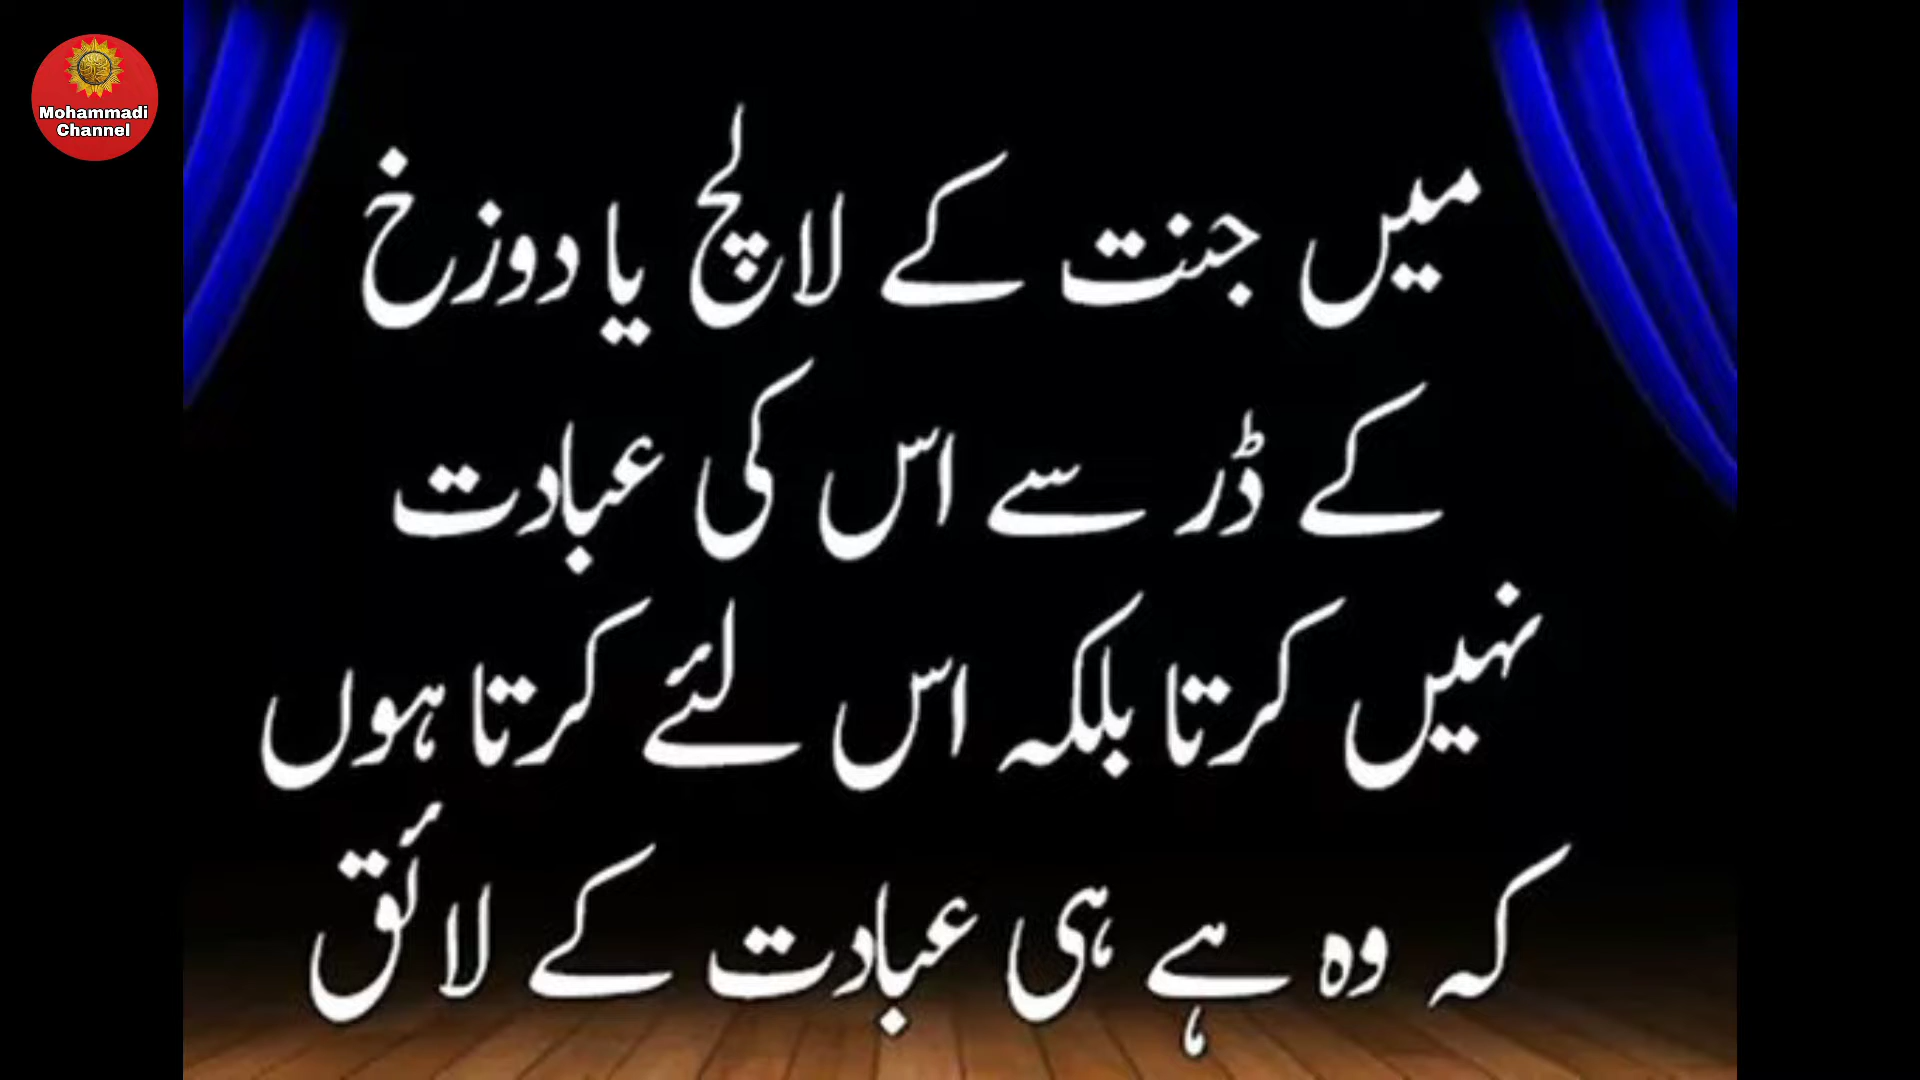 Mohammadi
Channel
میں جنت کے لالچ یا دوزخ
کے ڈر سے اس کی عبادت
نہیں کرتا بلکہ اس لئے کرتا ہوں
کہ وہ ہے ہی عبادت کے لائق